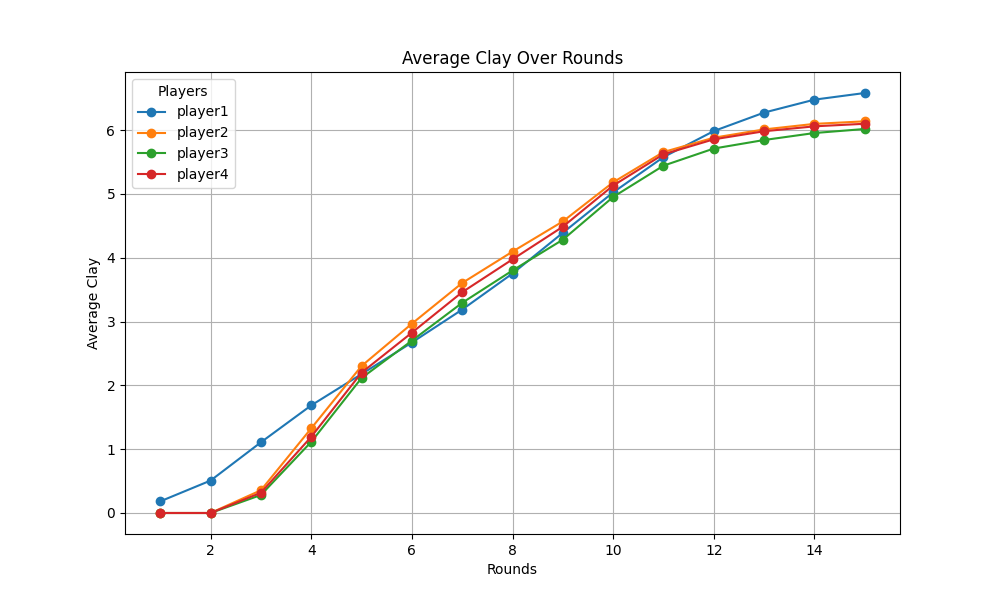 Average Clay Over Rounds
Players
player1
player2
player3
player4
Average Clay
6
5
4
3
2
1
0
2 4 6 8 10 12 14
Rounds